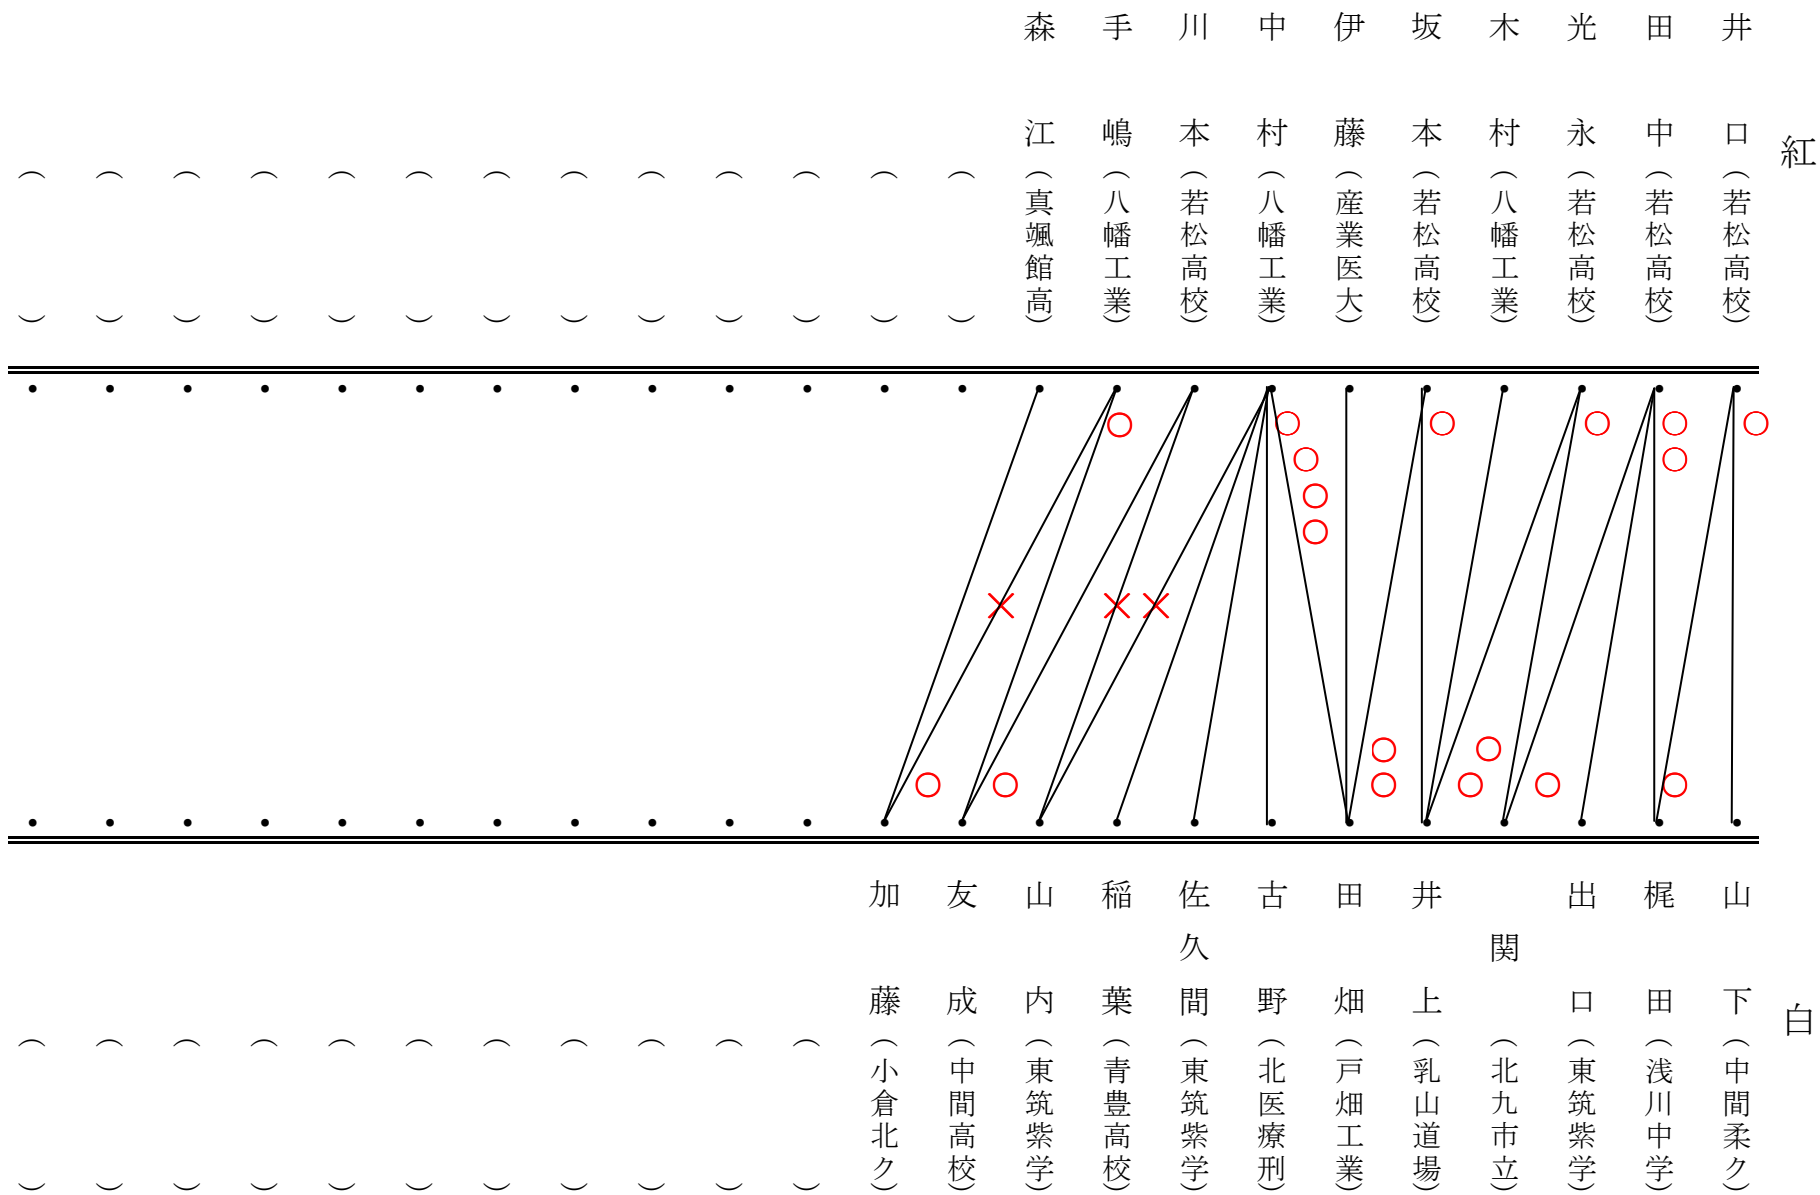 紅
井口（若松高校）
田中（若松高校）
光永（若松高校）
木村（八幡工業）
坂本（若松高校）
伊藤（産業医大）
中村（八幡工業）
川本（若松高校）
手嶋（八幡工業）
森江（真颯館高）
白
山下（中間柔ク）
梶田（浅川中学）
出口（東筑紫学）
関（北九市立）
井上（乳山道場）
田畑（戸畑工業）
古野（北医療刑）
佐久間（東筑紫学）
稲葉（青豊高校）
山内（東筑紫学）
友成（中間高校）
加藤（小倉北ク）